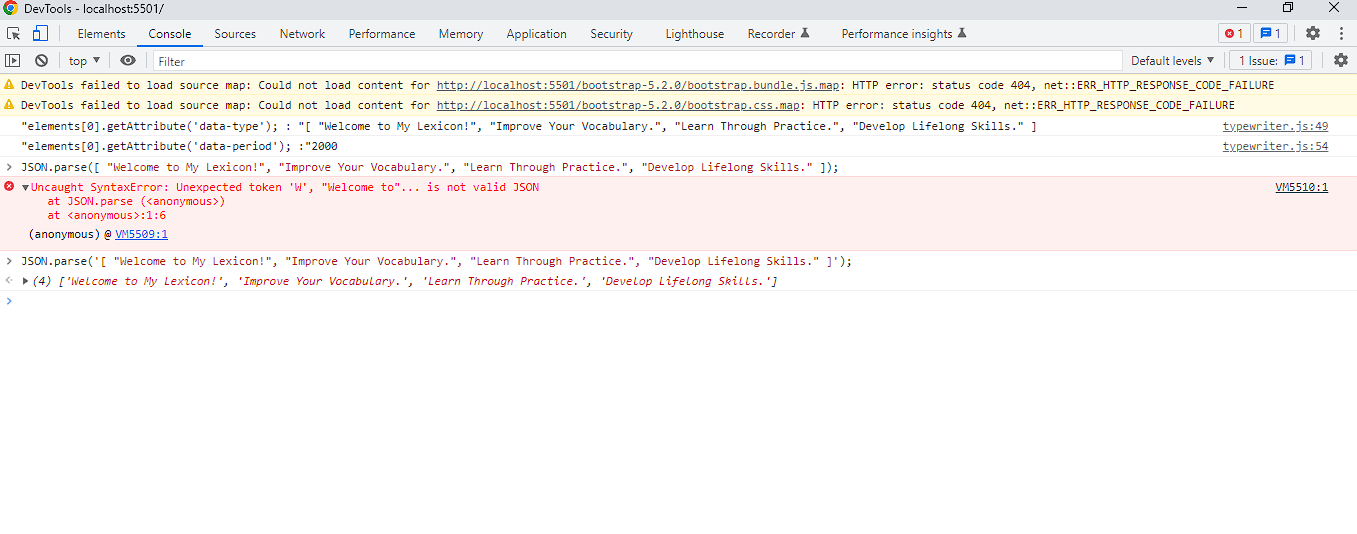 DevTools - localhost:5501/
Elements Console Sources Network Performance Memory Application Security Lighthouse Recorder Performance insights 1 1
top Filter Default levels 1 Issue: 1
DevTools failed to load source map: Could not load content for http://localhost:5501/bootstrap-5.2.0/bootstrap.bundle.js.map: HTTP error: status code 404, net::ERR_HTTP_RESPONSE_CODE_FAILURE
DevTools failed to load source map: Could not load content for http://localhost:5501/bootstrap-5.2.0/bootstrap.css.map: HTTP error: status code 404, net::ERR_HTTP_RESPONSE_CODE_FAILURE
"elements[0].getAttribute('data-type'); : "[ "Welcome to My Lexicon!", "Improve Your Vocabulary.", "Learn Through Practice.", "Develop Lifelong Skills." ] typewriter.js:49
"elements[0].getAttribute('data-period'); :"2000 typewriter.js:54
JSON.parse([ "Welcome to My Lexicon!", "Improve Your Vocabulary.", "Learn Through Practice.", "Develop Lifelong Skills." ]);
Uncaught SyntaxError: Unexpected token 'W', "Welcome to"... is not valid JSON VM5510:1
at JSON.parse (<anonymous>)
at <anonymous>:1:6
(anonymous) @ VM5509:1
JSON.parse('[ "Welcome to My Lexicon!", "Improve Your Vocabulary.", "Learn Through Practice.", "Develop Lifelong Skills." ]');
(4) ['Welcome to My Lexicon!', 'Improve Your Vocabulary.', 'Learn Through Practice.', 'Develop Lifelong Skills.']